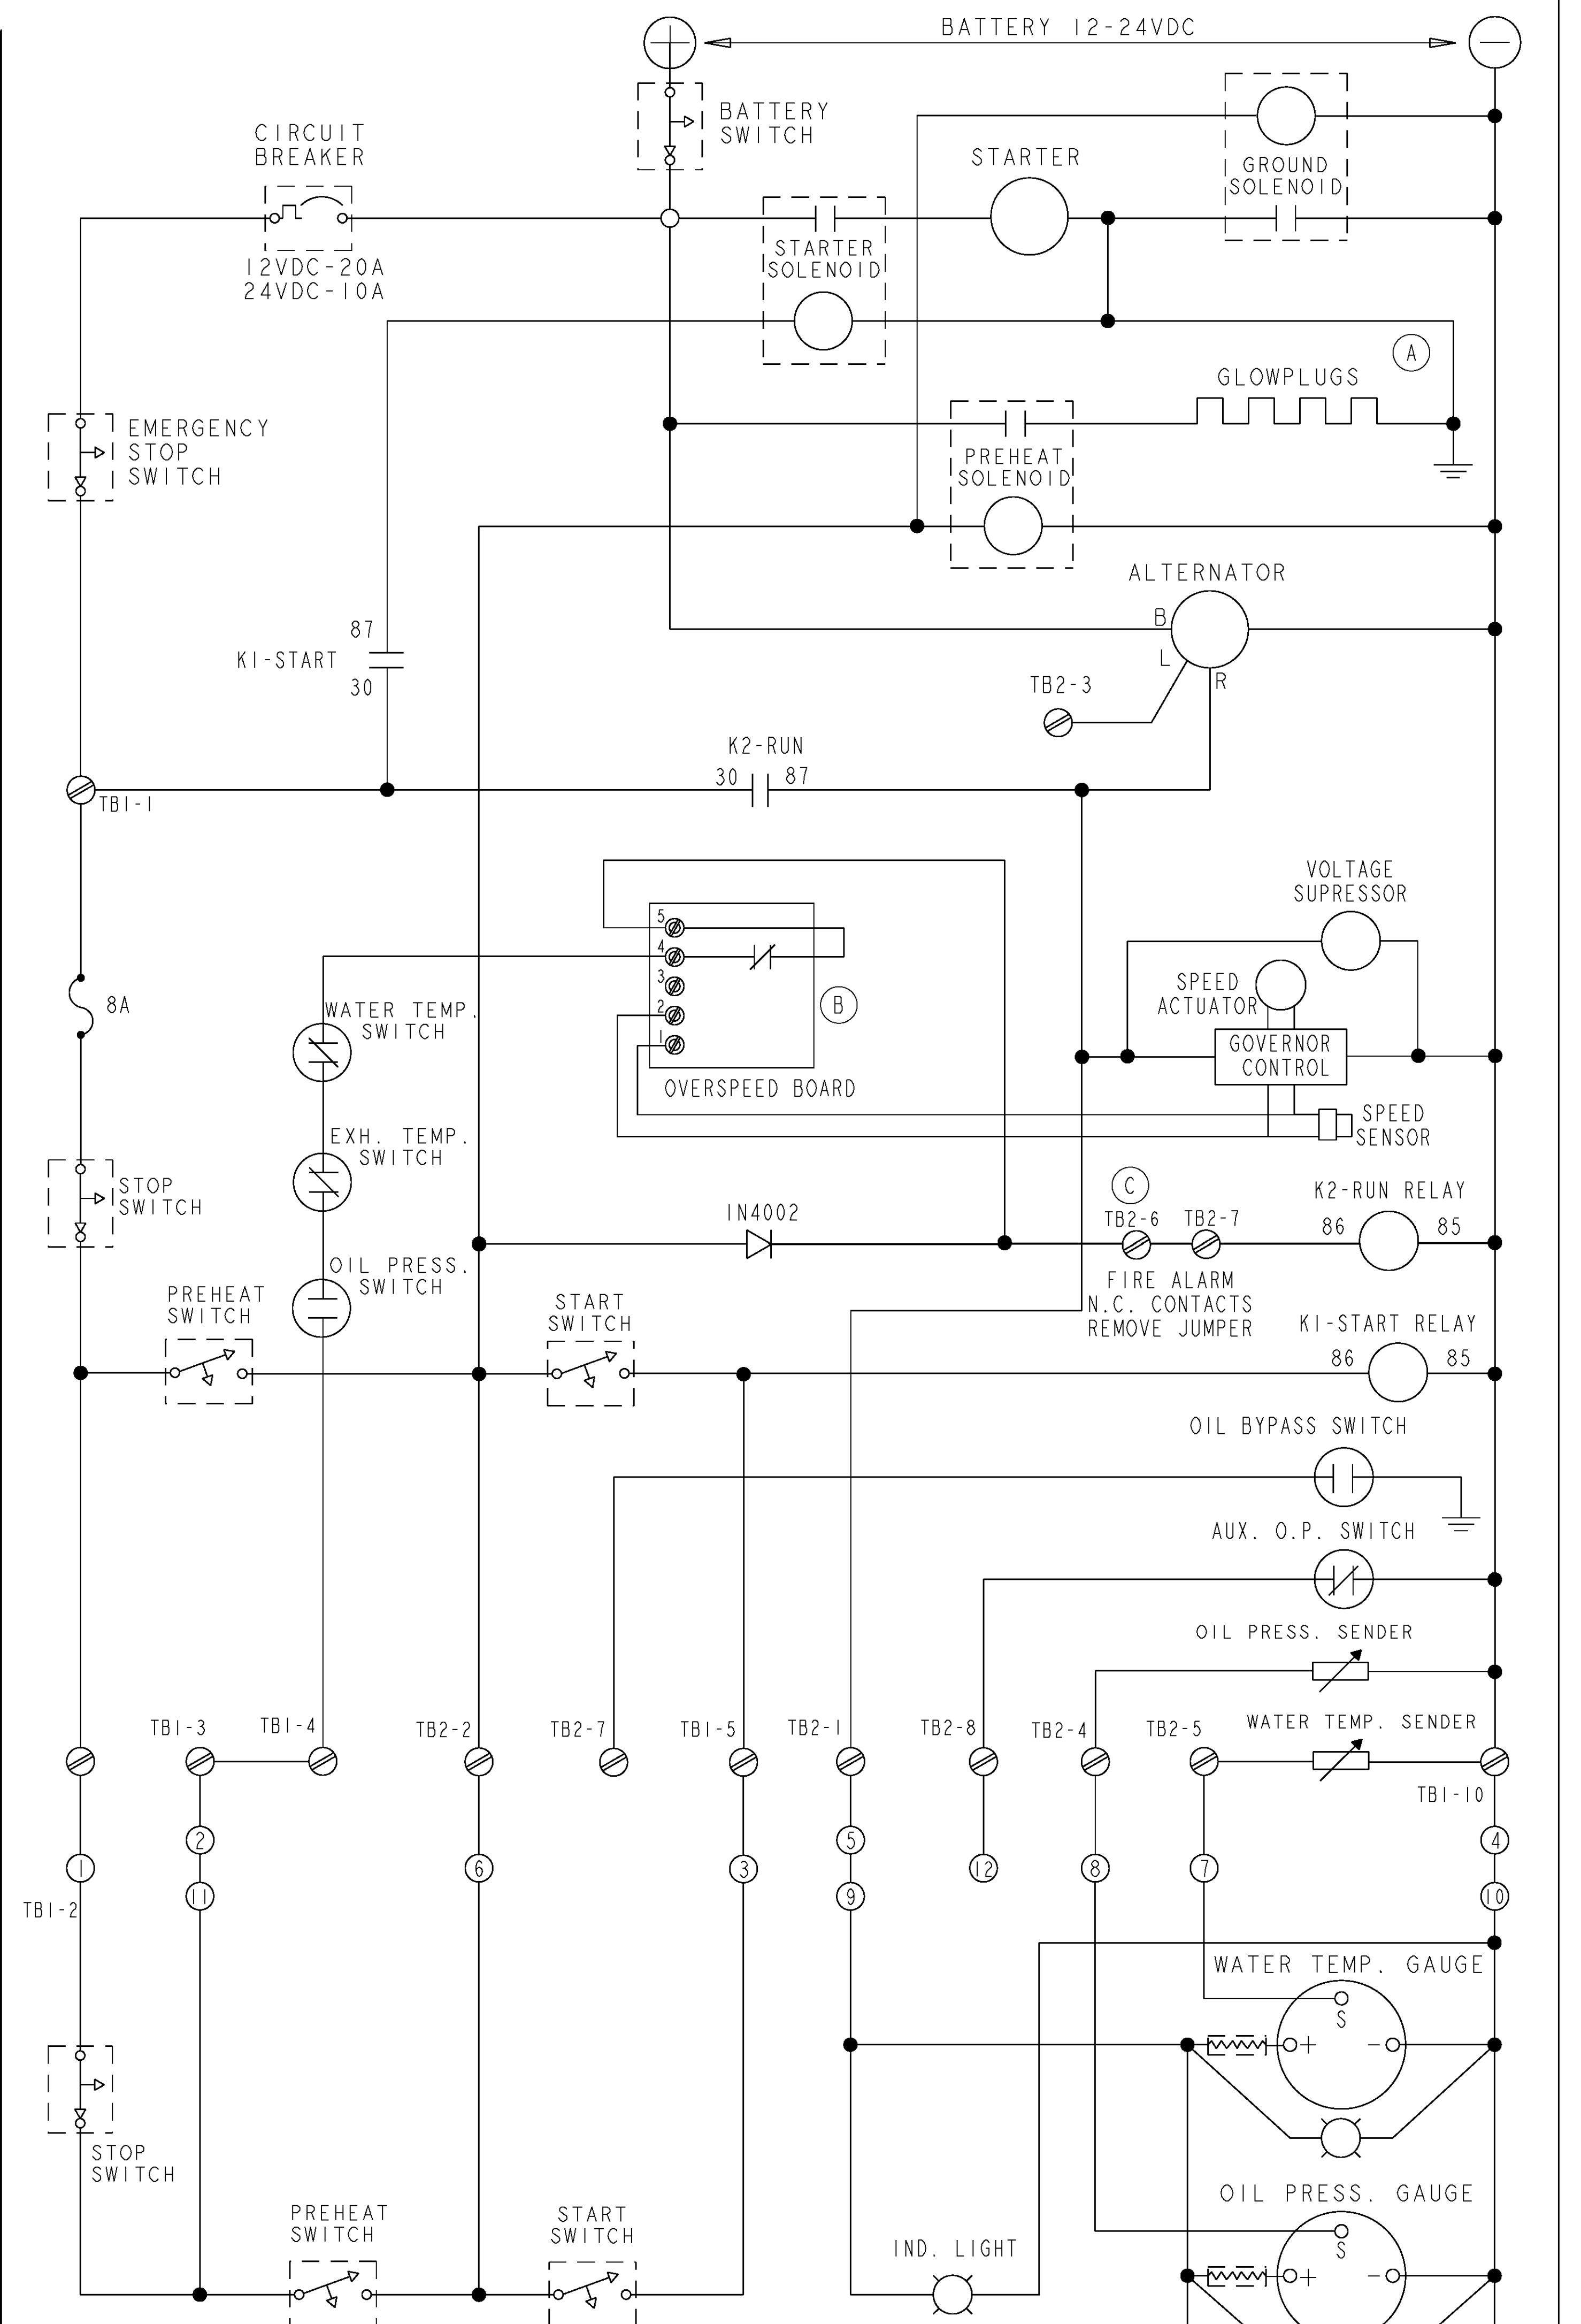 BATTERY 12-24VDC
BATTERY
SWITCH
CIRCUIT
BREAKER
STARTER
GROUND
SOLENOID
12VDC-20A
24VDC-10A
STARTER
SOLENOID
A
GLOWPLUGS
EMERGENCY
STOP
SWITCH
PREHEAT
SOLENOID
ALTERNATOR
B
L
R
87
K1-START
30
TB2-3
K2-RUN
30 87
TB1-1
VOLTAGE
SUPRESSOR
5
4
3
2
1
B
SPEED
ACTUATOR
8A
WATER TEMP.
SWITCH
GOVERNOR
CONTROL
OVERSPEED BOARD
SPEED
SENSOR
EXH. TEMP.
SWITCH
STOP
SWITCH
IN4002
C
TB2-6 TB2-7
K2-RUN RELAY
86 85
OIL PRESS.
SWITCH
FIRE ALARM
N.C. CONTACTS
REMOVE JUMPER
PREHEAT
SWITCH
START
SWITCH
K1-START RELAY
86 85
OIL BYPASS SWITCH
AUX. O.P. SWITCH
OIL PRESS. SENDER
TB1-3 TB1-4 TB2-2 TB2-7 TB1-5 TB2-1 TB2-8 TB2-4 TB2-5 WATER TEMP. SENDER
TB1-10
2 5 4
1 6 3 12 8 7
11 9 10
TB1-2
WATER TEMP. GAUGE
S
+ -
STOP
SWITCH
OIL PRESS. GAUGE
PREHEAT
SWITCH
START
SWITCH
IND. LIGHT
S
+ -